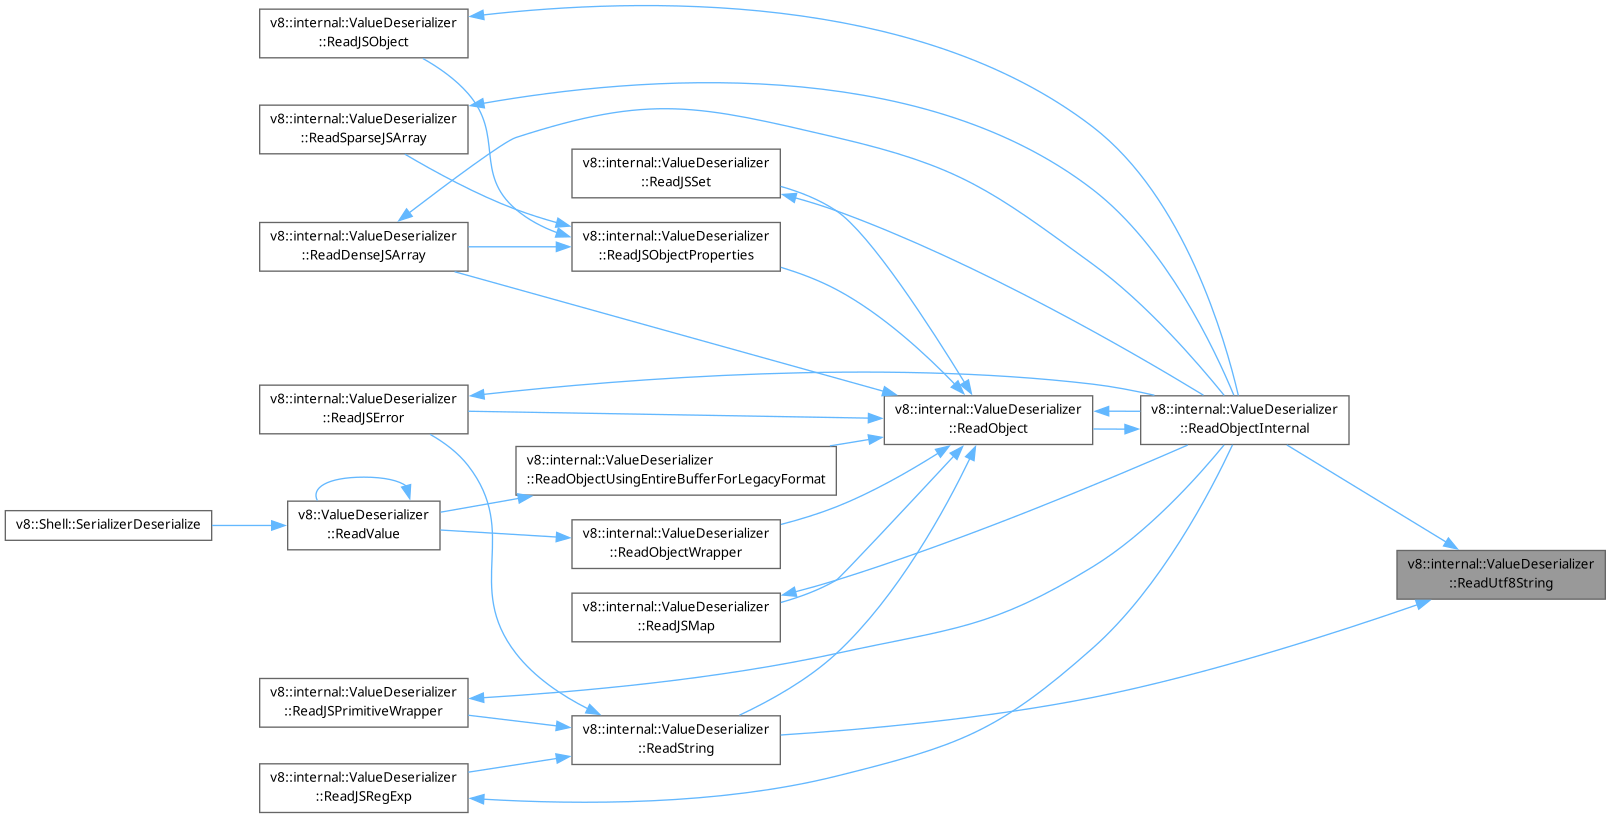 v8::internal::ValueDeserializer
::ReadJSObject
v8::internal::ValueDeserializer
::ReadSparseJSArray
v8::internal::ValueDeserializer
::ReadJSSet
v8::internal::ValueDeserializer
::ReadDenseJSArray
v8::internal::ValueDeserializer
::ReadJSObjectProperties
v8::internal::ValueDeserializer
::ReadJSError
v8::internal::ValueDeserializer
::ReadObject
v8::internal::ValueDeserializer
::ReadObjectInternal
v8::internal::ValueDeserializer
::ReadObjectUsingEntireBufferForLegacyFormat
v8::Shell::SerializerDeserialize
v8::ValueDeserializer
::ReadValue
v8::internal::ValueDeserializer
::ReadObjectWrapper
v8::internal::ValueDeserializer
::ReadUtf8String
v8::internal::ValueDeserializer
::ReadJSMap
v8::internal::ValueDeserializer
::ReadJSPrimitiveWrapper
v8::internal::ValueDeserializer
::ReadString
v8::internal::ValueDeserializer
::ReadJSRegExp